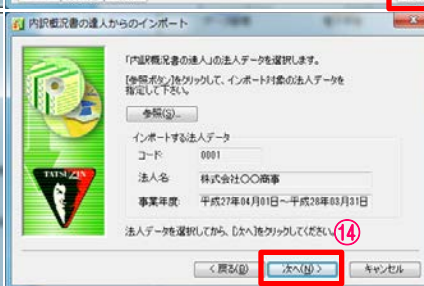 内訳概況書の達人からのインポート
「内訳概況書の達人」の法人データを選択します。
[参照ボタン]をクリックして、インポート対象の法人データを
指定して下さい。
参照(S)...
インポートする法人データ
コード 0001
法人名 株式会社〇〇商事
事業年度 平成27年04月01日～平成28年03月31日
法人データを選択してから、[次へ]をクリックしてください。
⑭
TATSUZIN
< 戻る(B) 次へ(N) > キャンセル